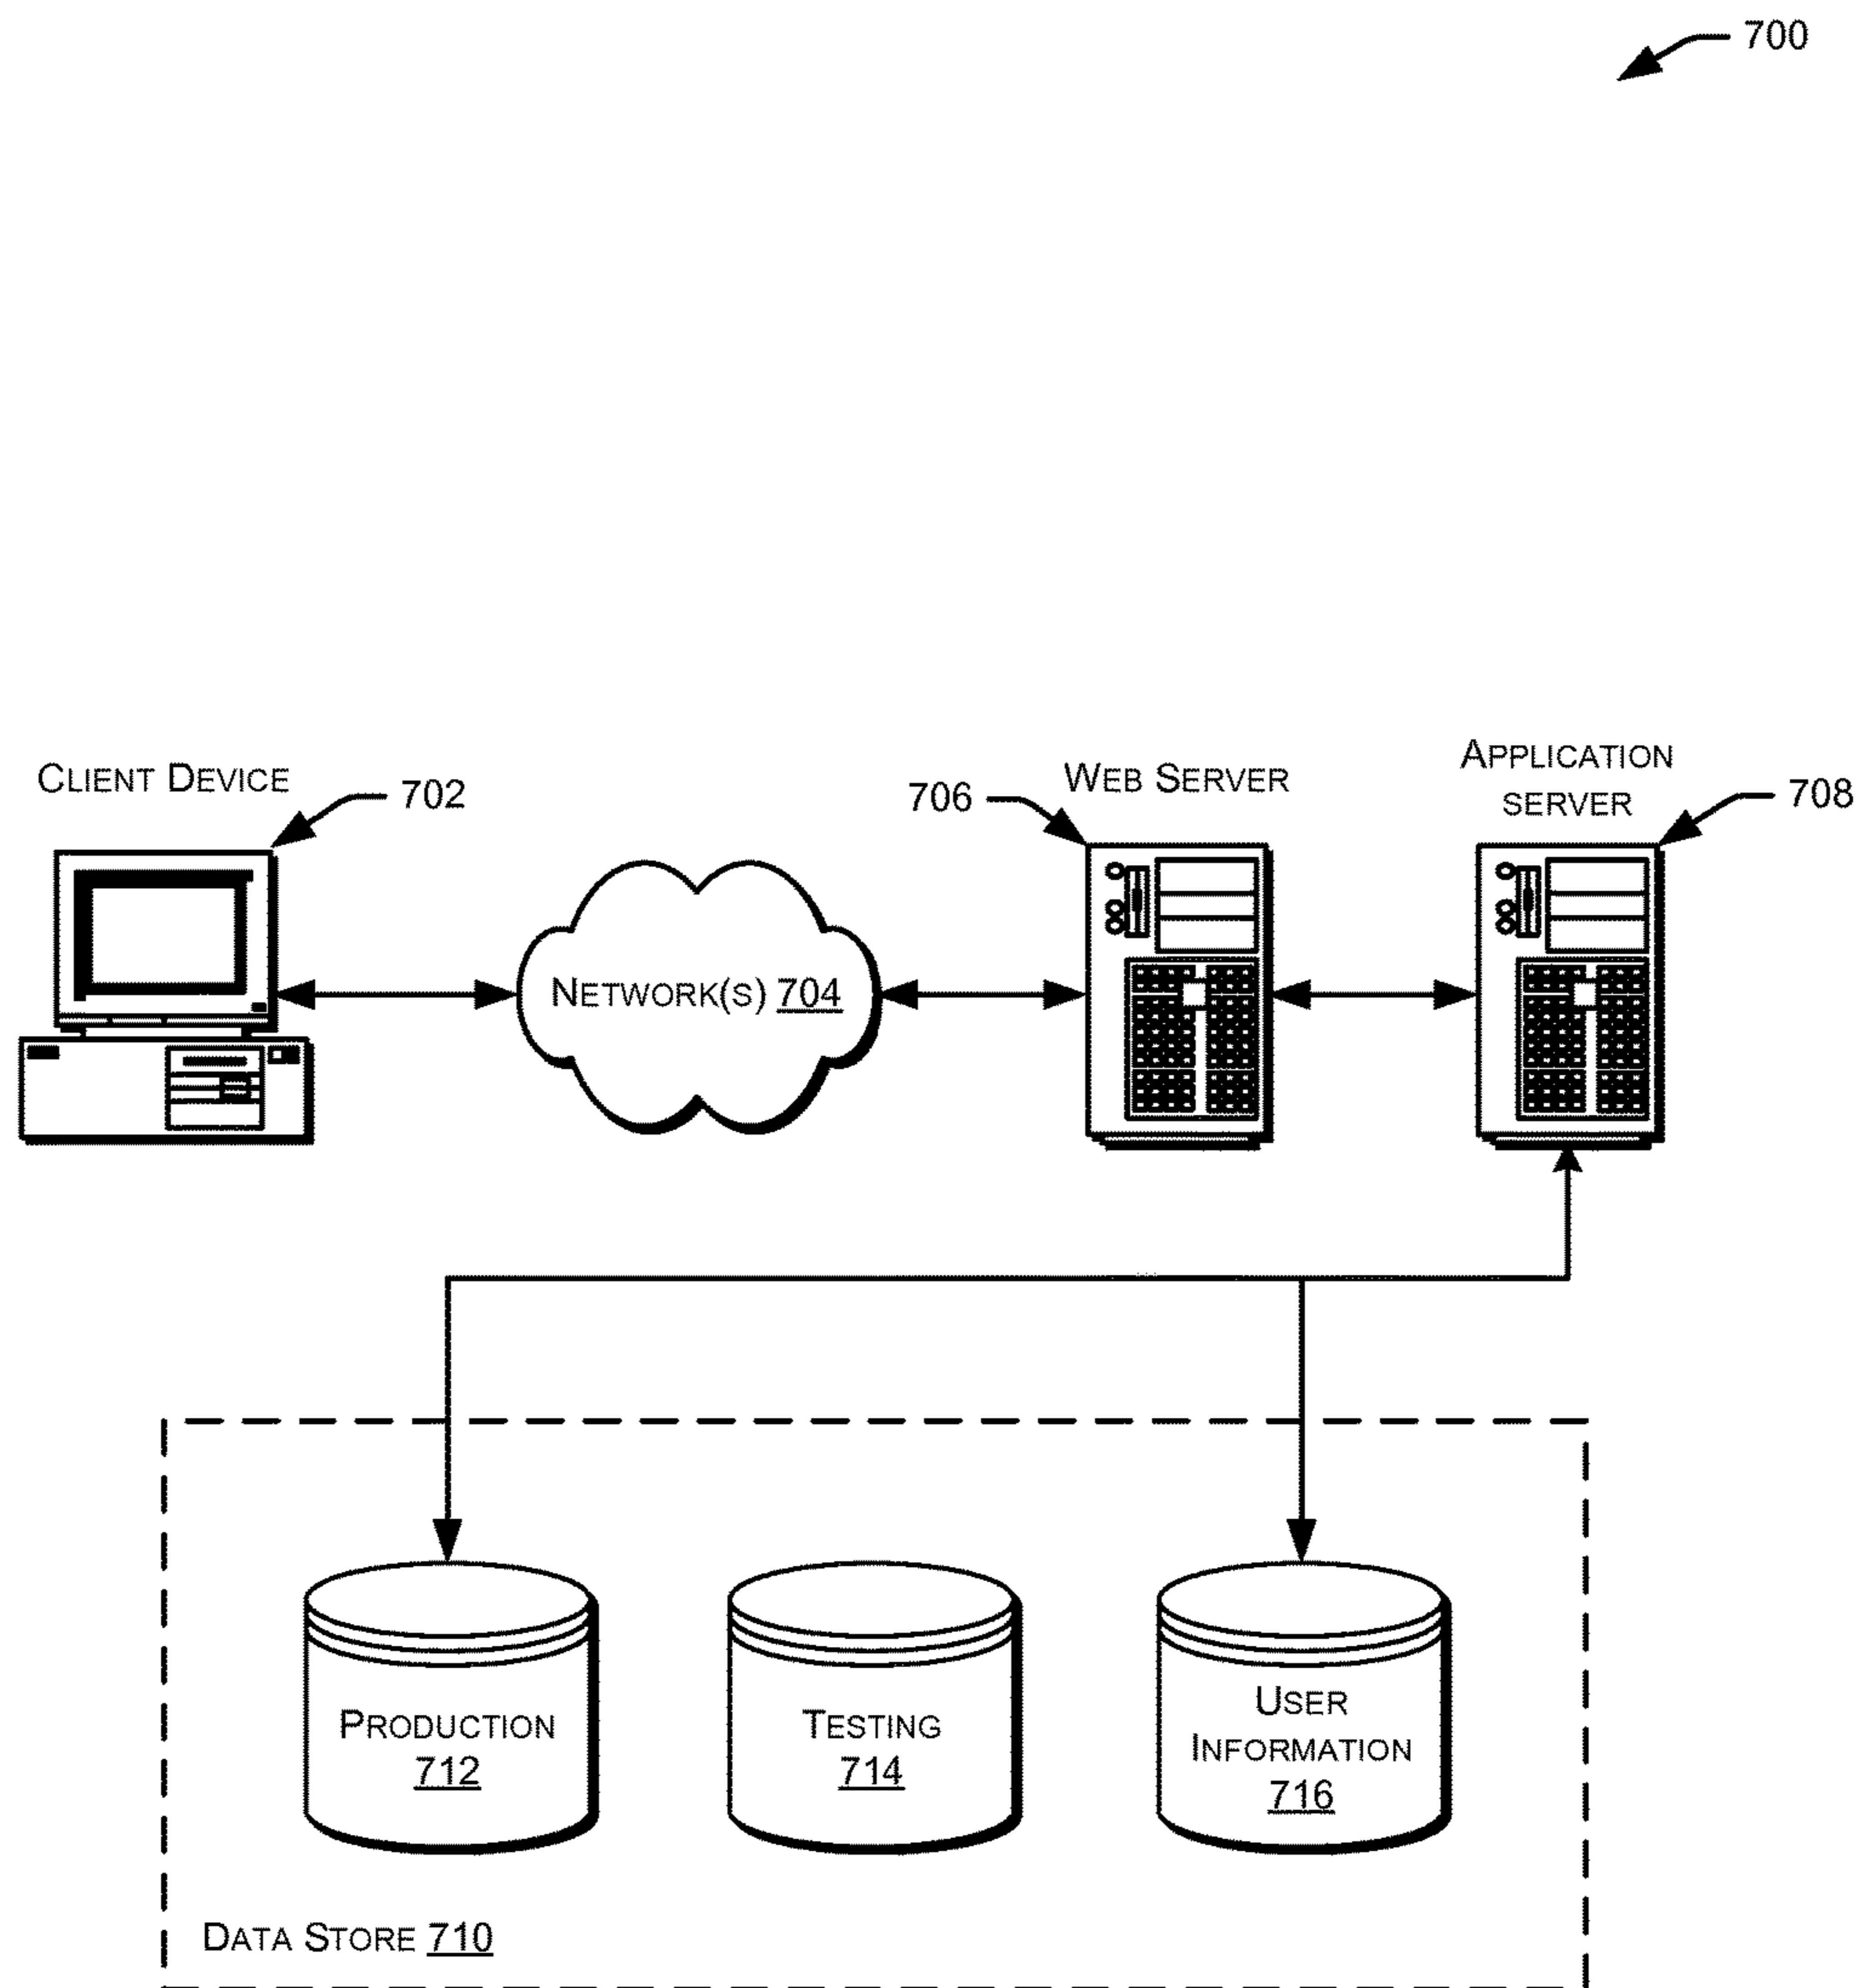 700
CLIENT DEVICE
702
706
WEB SERVER
APPLICATION
SERVER
708
NETWORK(S) 704
PRODUCTION
712
TESTING
714
USER
INFORMATION
716
DATA STORE 710